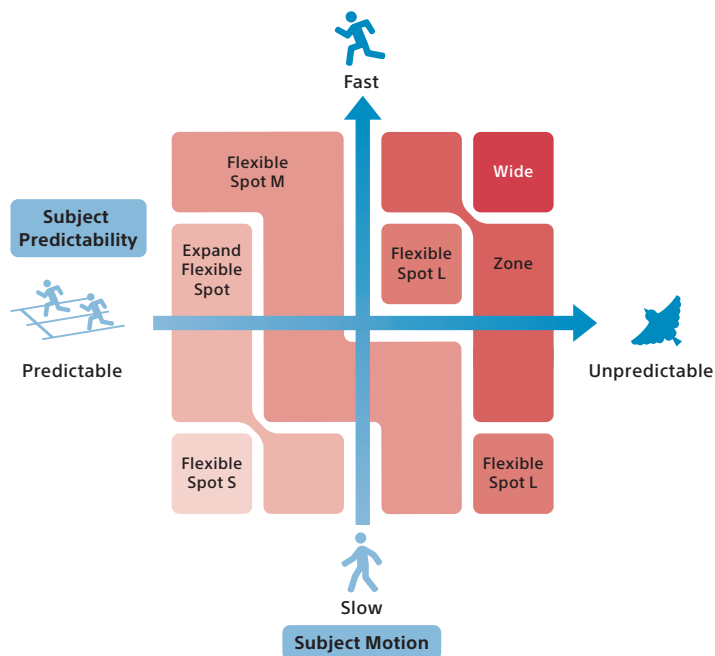 Fast
Flexible
Spot M
Wide
Subject
Predictability
Expand
Flexible
Spot
Flexible
Spot L
Zone
Predictable
Unpredictable
Flexible
Spot S
Flexible
Spot L
Slow
Subject Motion